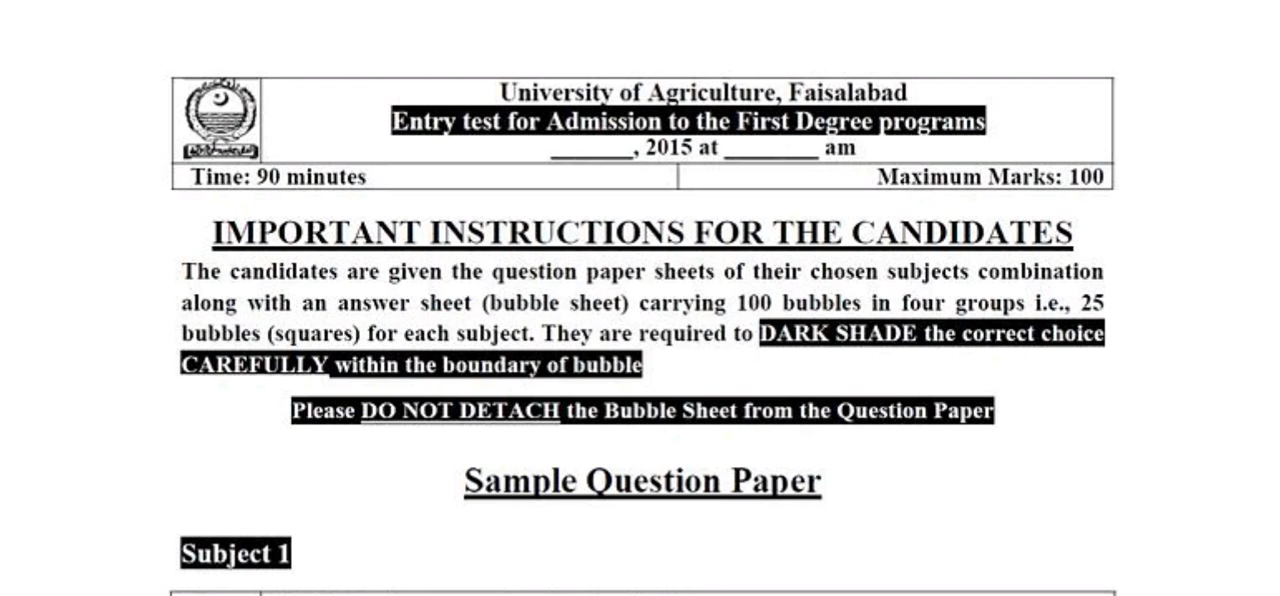 University of Agriculture, Faisalabad
Entry test for Admission to the First Degree programs
_______, 2015 at ________ am
Time: 90 minutes
Maximum Marks: 100
IMPORTANT INSTRUCTIONS FOR THE CANDIDATES
The candidates are given the question paper sheets of their chosen subjects combination
along with an answer sheet (bubble sheet) carrying 100 bubbles in four groups i.e., 25
bubbles (squares) for each subject. They are required to DARK SHADE the correct choice
CAREFULLY within the boundary of bubble
Please DO NOT DETACH the Bubble Sheet from the Question Paper
Sample Question Paper
Subject 1